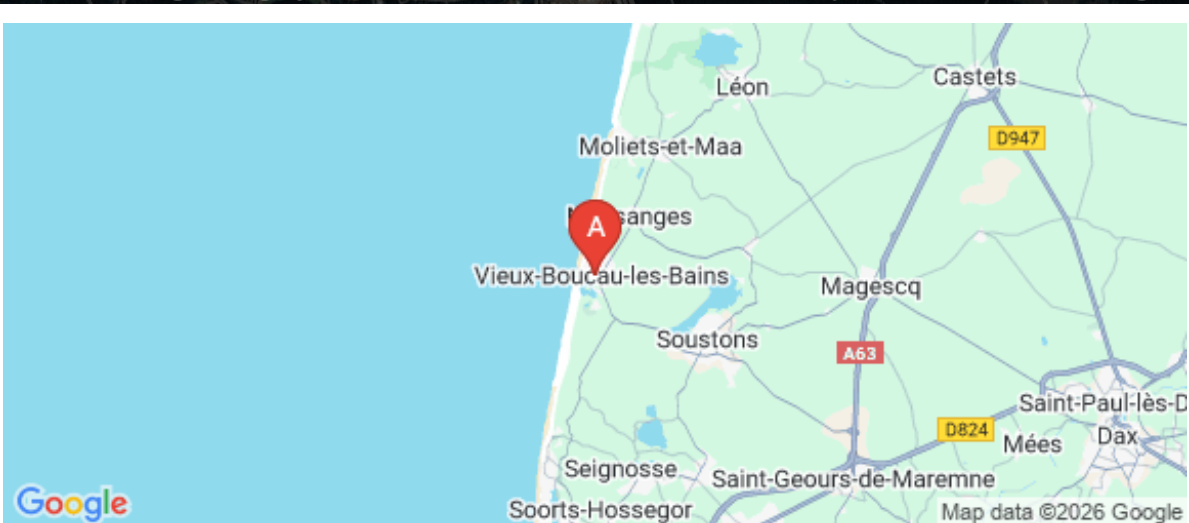 Castets
Léon
D947
Moliets-et-Maa
A
sanges
Vieux-Boucau-les-Bains
Magescq
Soustons
A63
Saint-Paul-lès-D
D824
Mées
Dax
Seignosse
Saint-Geours-de-Maremne
Soorts-Hossegor
Google
Map data ©2026 Google